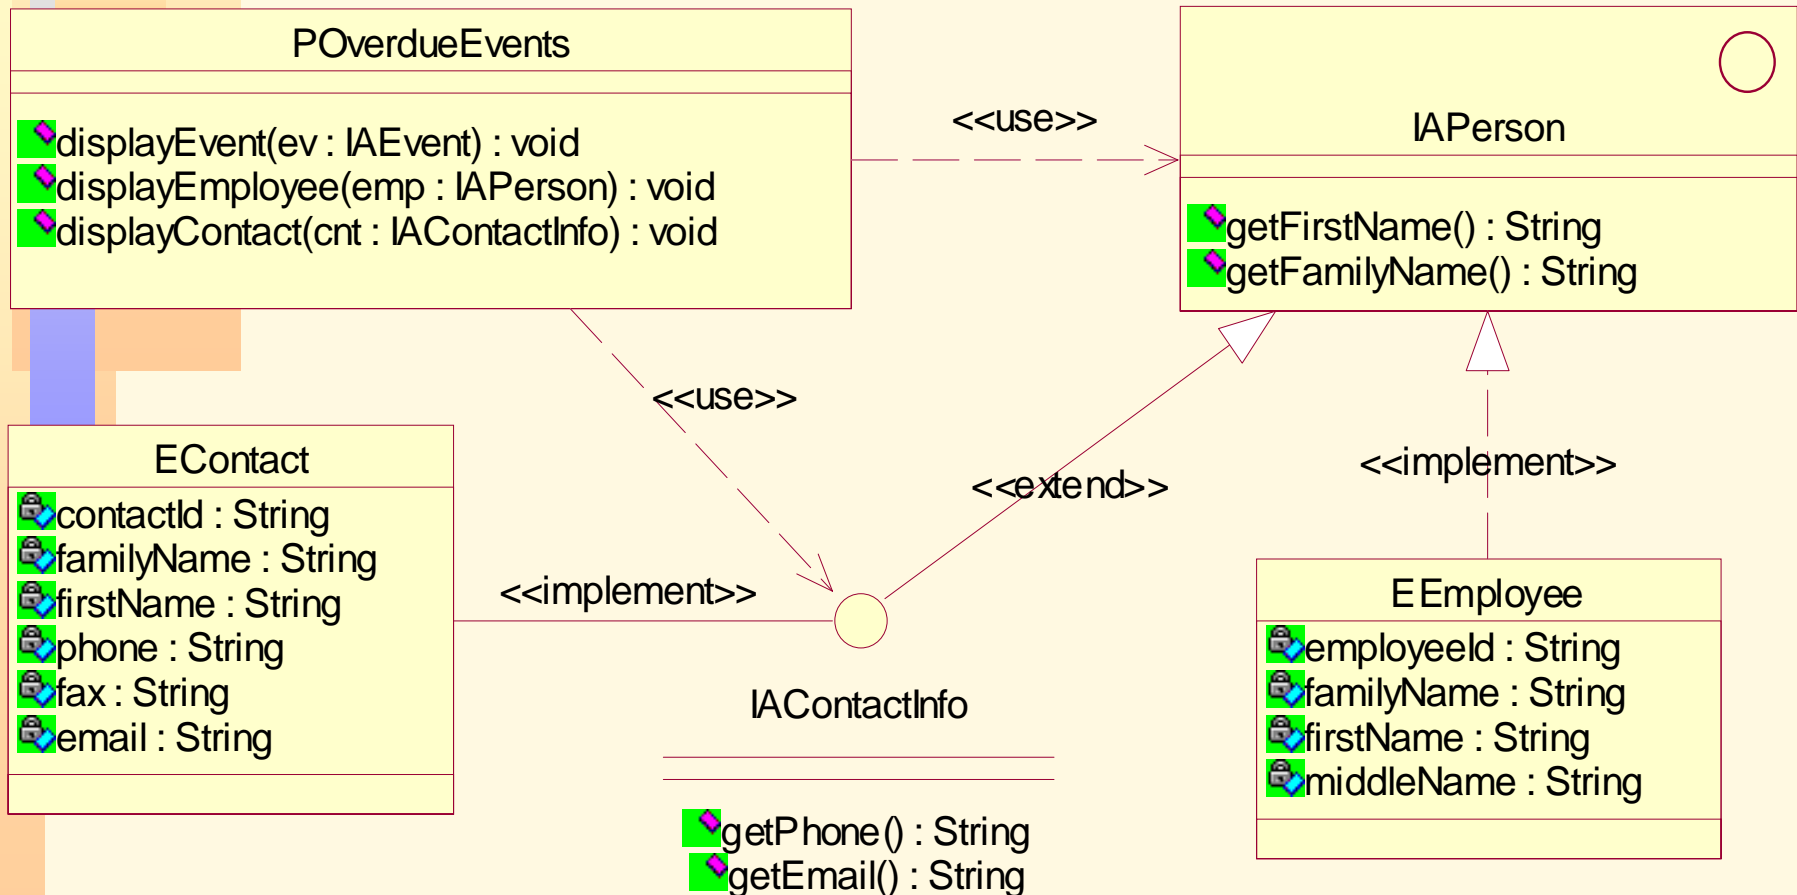 POverdueEvents
displayEvent(ev : IAEvent) : void
displayEmployee(emp : IAPerson) : void
displayContact(cnt : IAContactInfo) : void
<<use>>
IAPerson
getFirstName() : String
getFamilyName() : String
<<use>>
<<extend>>
<<implement>>
EContact
contactId : String
familyName : String
firstName : String
phone : String
fax : String
email : String
<<implement>>
IAContactInfo
getPhone() : String
getEmail() : String
EEmployee
employeeId : String
familyName : String
firstName : String
middleName : String